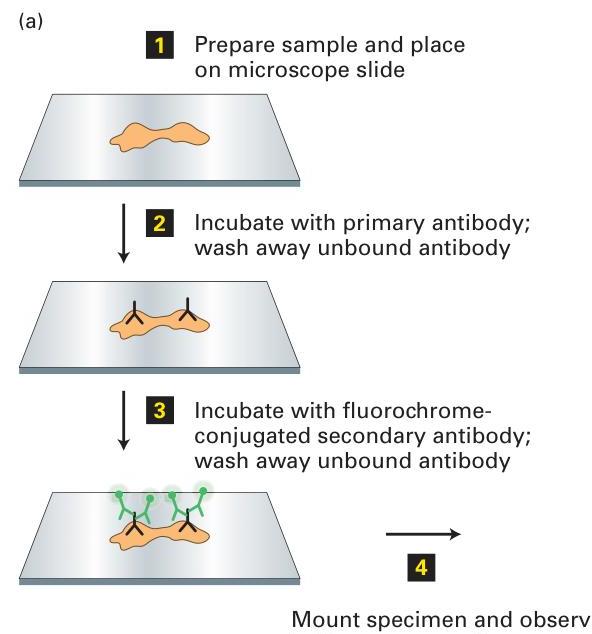 (a)
1 Prepare sample and place
on microscope slide
2 Incubate with primary antibody;
wash away unbound antibody
3 Incubate with fluorochrome-
conjugated secondary antibody;
wash away unbound antibody
4
Mount specimen and observ